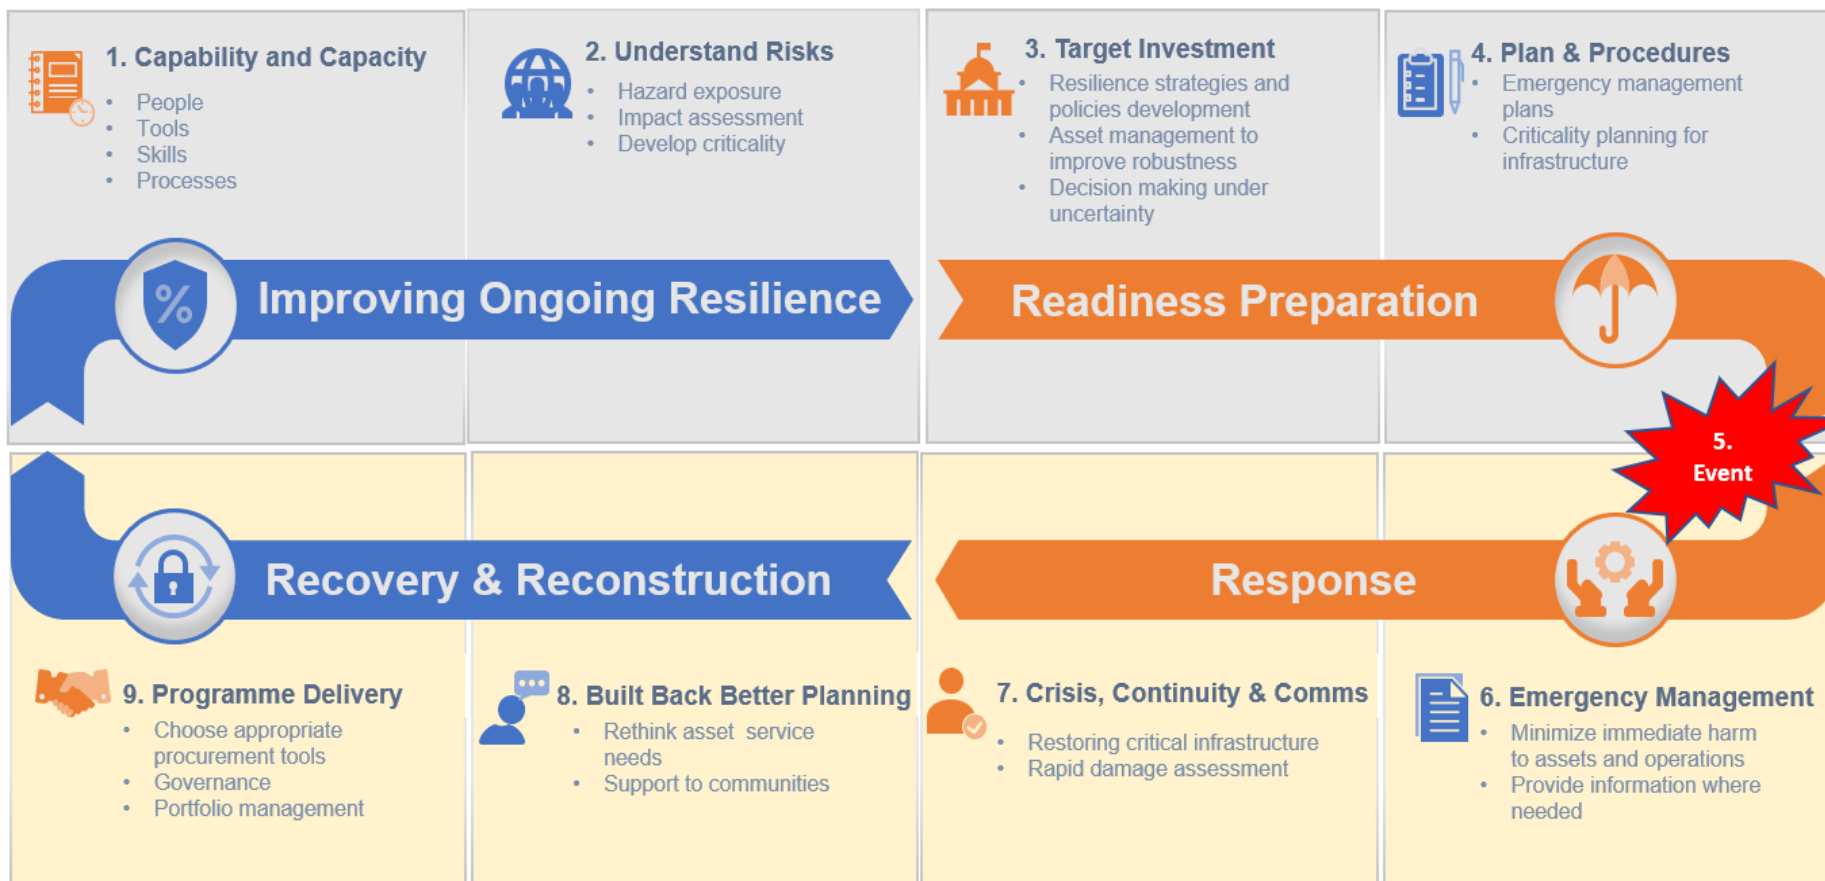 1. Capability and Capacity
• People
• Tools
• Skills
• Processes
2. Understand Risks
• Hazard exposure
• Impact assessment
• Develop criticality
3. Target Investment
• Resilience strategies and
policies development
• Asset management to
improve robustness
• Decision making under
uncertainty
4. Plan & Procedures
• Emergency management
plans
• Criticality planning for
infrastructure
%
Improving Ongoing Resilience
Readiness Preparation
5.
Event
Recovery & Reconstruction
Response
9. Programme Delivery
• Choose appropriate
procurement tools
• Governance
• Portfolio management
8. Built Back Better Planning
• Rethink asset service
needs
• Support to communities
7. Crisis, Continuity & Comms
• Restoring critical infrastructure
• Rapid damage assessment
6. Emergency Management
• Minimize immediate harm
to assets and operations
• Provide information where
needed